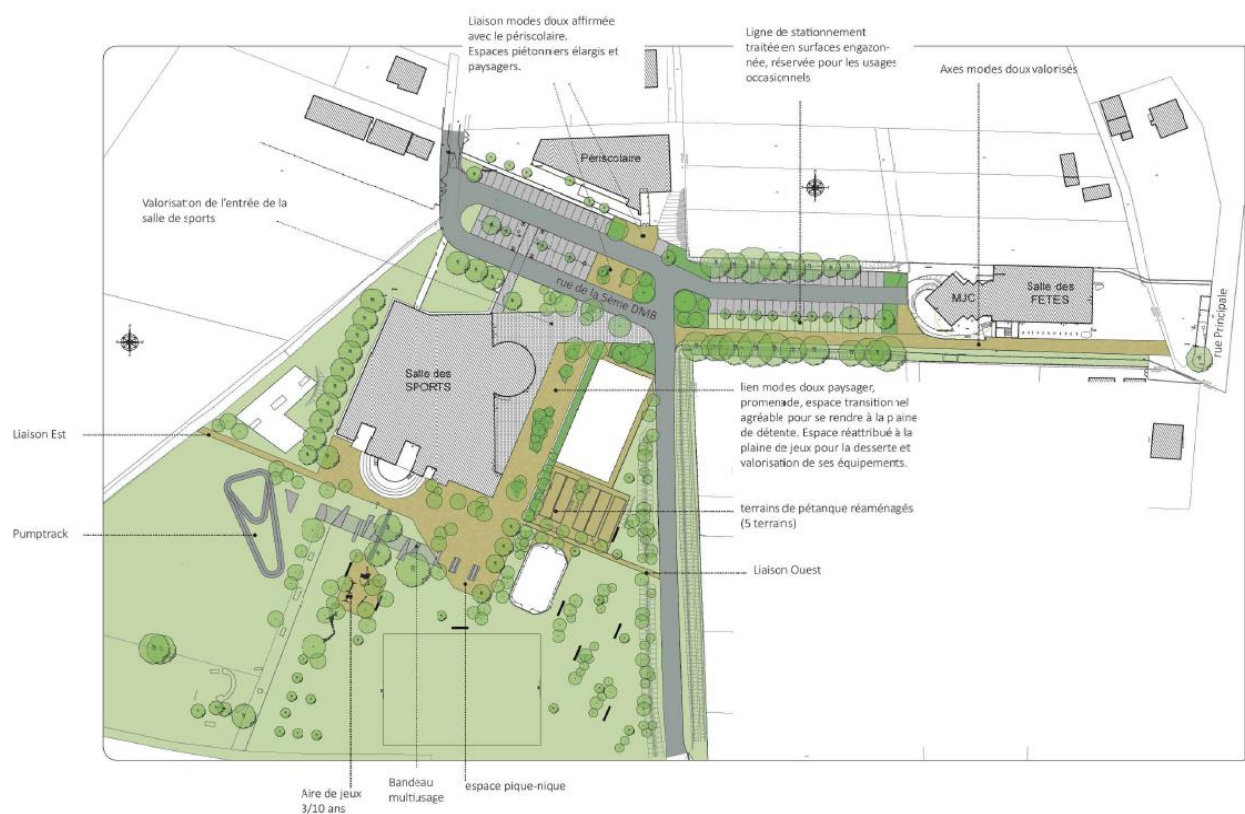 Liaison modes doux affirmée
avec le périscolaire.
Espaces piétonniers élargis et
paysagers.
Ligne de stationnement
traitée en surfaces engazon-
née, réservée pour les usages
occasionnels
Axes modes doux valorisés
Périscolaire
Valorisation de l'entrée de la
salle de sports
rue de la 5ème DMB
MJC
Salle des
FETES
rue Principale
Salle des
SPORTS
lien modes doux paysager,
promenade, espace transitionnel
agréable pour se rendre à la plaine
de détente. Espace réattribué à la
plaine de jeux pour la desserte et
valorisation de ses équipements.
Liaison Est
terrains de pétanque réaménagés
(5 terrains)
Pumptrack
Liaison Ouest
Aire de jeux
3/10 ans
Bandeau
multiusage
espace pique-nique